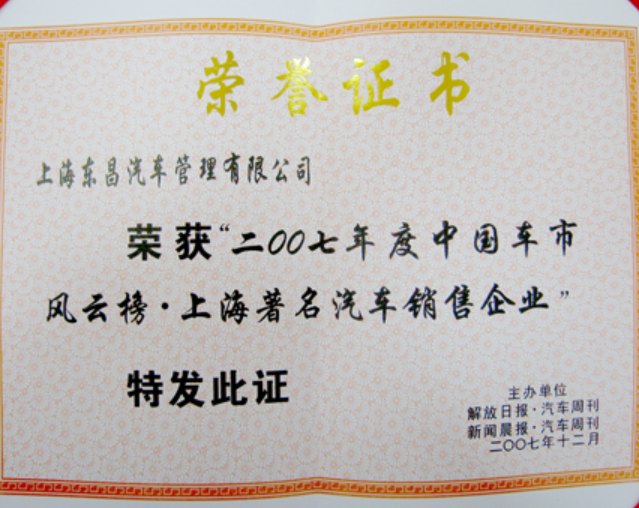 荣誉证书
上海东昌汽车管理有限公司
荣获“二〇〇七年度中国车市
风云榜·上海著名汽车销售企业”
特发此证
主办单位
解放日报·汽车周刊
新闻晨报·汽车周刊
二〇〇七年十二月